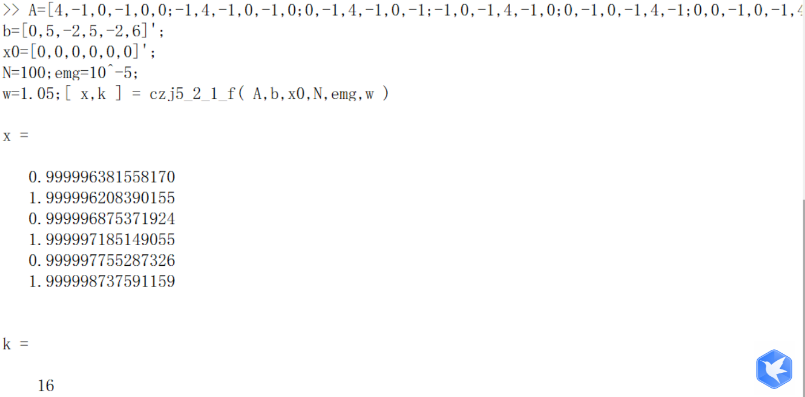 >> A=[4,-1,0,-1,0,0;-1,4,-1,0,-1,0;0,-1,4,-1,0,-1;-1,0,-1,4,-1,0;0,-1,0,-1,4,-1;0,0,-1,0,-1,4
b=[0,5,-2,5,-2,6]';
x0=[0,0,0,0,0,0]';
N=100;emg=10^-5;
w=1.05;[ x,k ] = czj5_2_1_f( A,b,x0,N,emg,w )
x =
0.999996381558170
1.999996208390155
0.999996875371924
1.999997185149055
0.999997755287326
1.999998737591159
k =
16